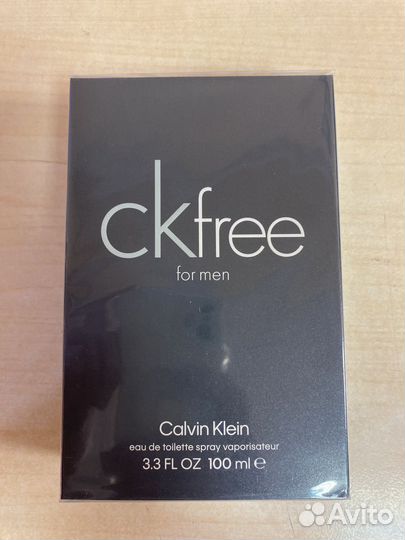 ckfree
for men
Calvin Klein
eau de toilette spray vaporisateur
3.3 FL OZ 100 ml ℮
Avito